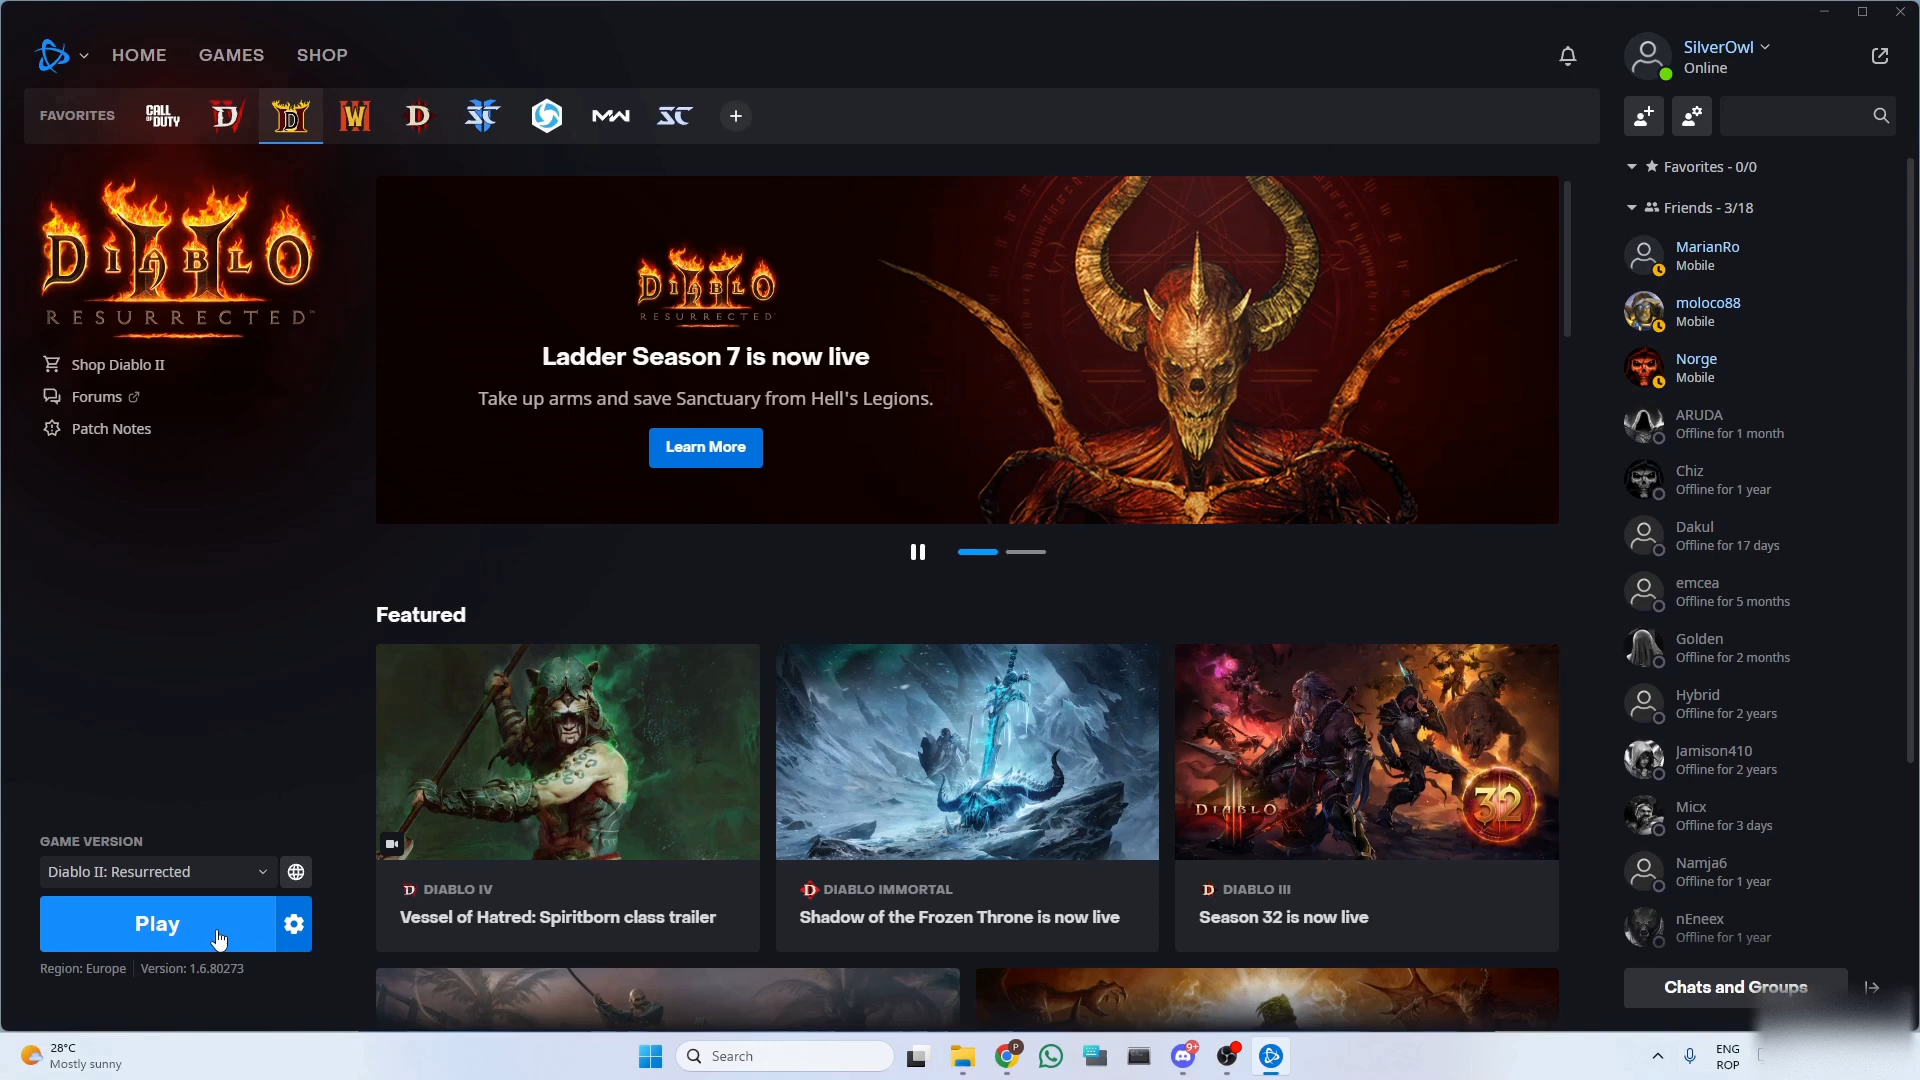 HOME
GAMES
SHOP
SilverOwl
Online
FAVORITES
CALL OF DUTY
Favorites - 0/0
Friends - 3/18
MarianRo
Mobile
moloco88
Mobile
Norge
Mobile
ARUDA
Offline for 1 month
Chiz
Offline for 1 year
Dakul
Offline for 17 days
emcea
Offline for 5 months
Golden
Offline for 2 months
Hybrid
Offline for 2 years
Jamison410
Offline for 2 years
Micx
Offline for 3 days
Namja6
Offline for 1 year
nEneex
Offline for 1 year
Chats and Groups
DIABLO II
RESURRECTED
Shop Diablo II
Forums
Patch Notes
DIABLO II
RESURRECTED
Ladder Season 7 is now live
Take up arms and save Sanctuary from Hell's Legions.
Learn More
Featured
DIABLO IV
Vessel of Hatred: Spiritborn class trailer
DIABLO IMMORTAL
Shadow of the Frozen Throne is now live
DIABLO III
32
DIABLO III
Season 32 is now live
GAME VERSION
Diablo II: Resurrected
Play
Region: Europe
Version: 1.6.80273
28°C
Mostly sunny
Search
P
9+
ENG
ROP